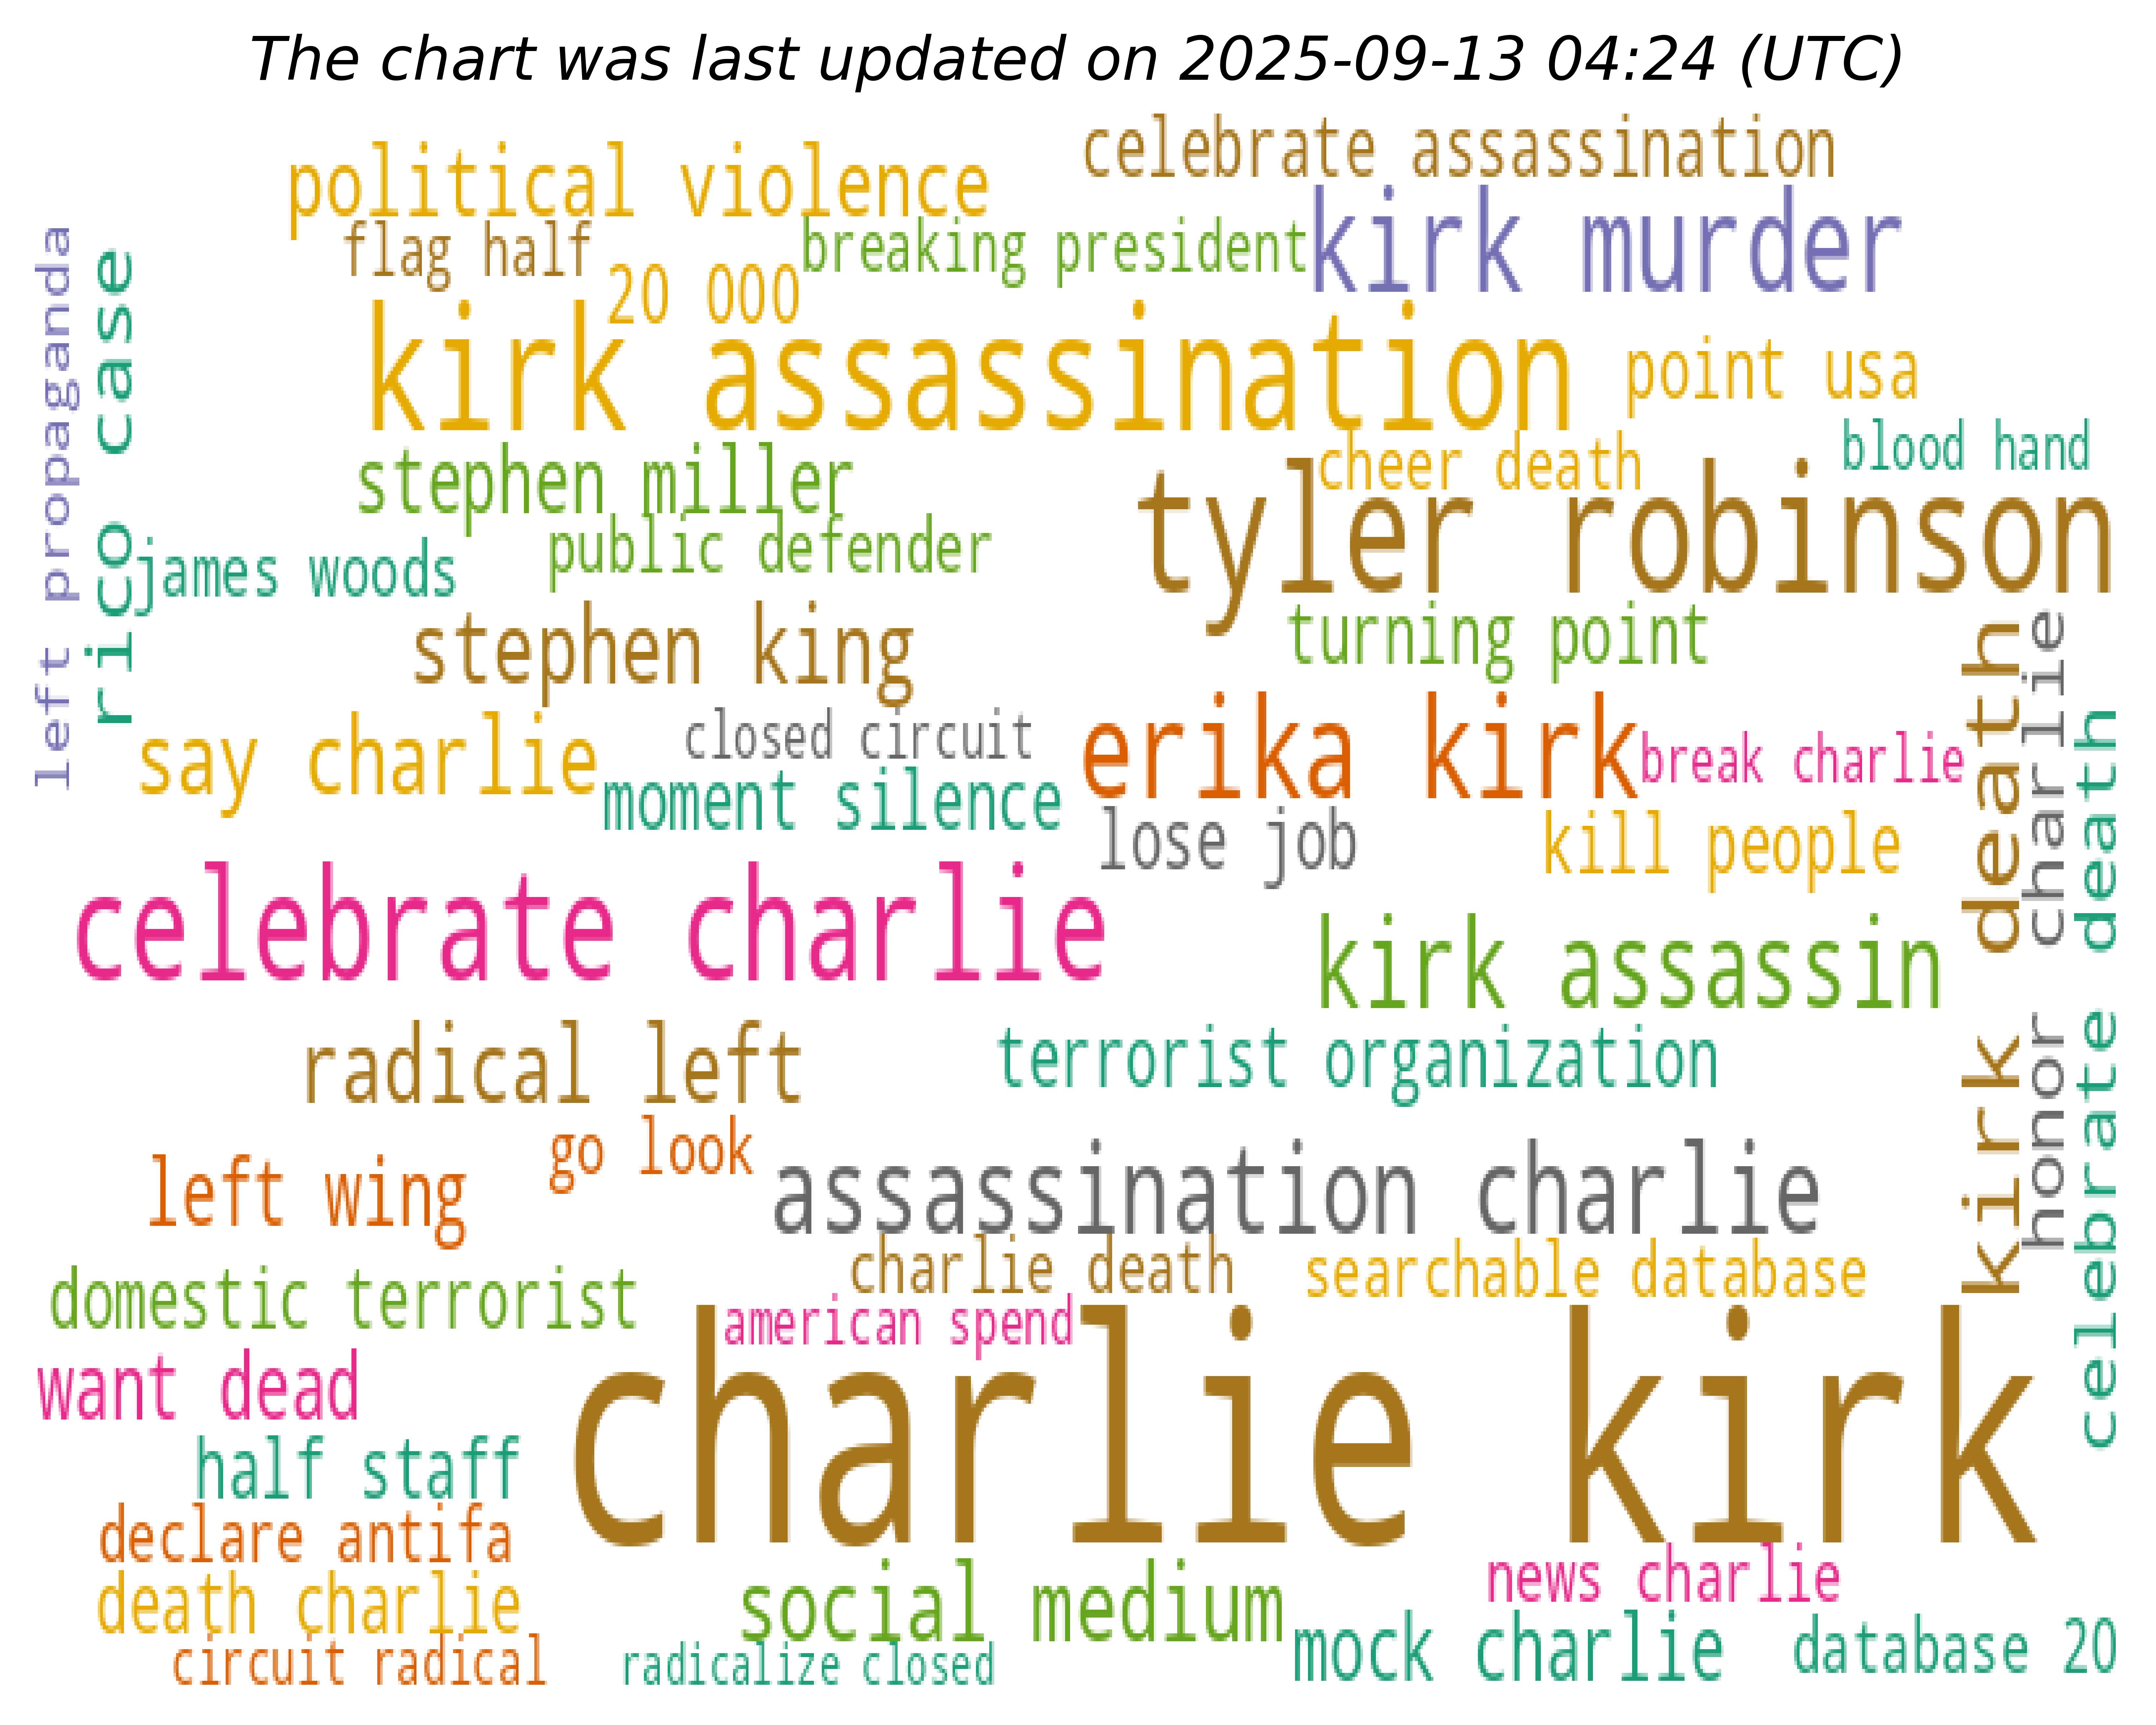 The chart was last updated on 2025-09-13 04:24 (UTC)
celebrate assassination
political violence
kirk murder
flag half
breaking president
20 000
kirk assassination
point usa
left propaganda
rico case
stephen miller
cheer death
blood hand
tyler robinson
public defender
james woods
stephen king
turning point
say charlie
closed circuit
erika kirk
break charlie
moment silence
lose job
kill people
kirk death
honor charlie
celebrate death
celebrate charlie
kirk assassin
radical left
terrorist organization
go look
left wing
assassination charlie
charlie death
searchable database
domestic terrorist
american spend
want dead
charlie kirk
half staff
declare antifa
news charlie
death charlie
social medium
mock charlie
database 20
circuit radical
radicalize closed